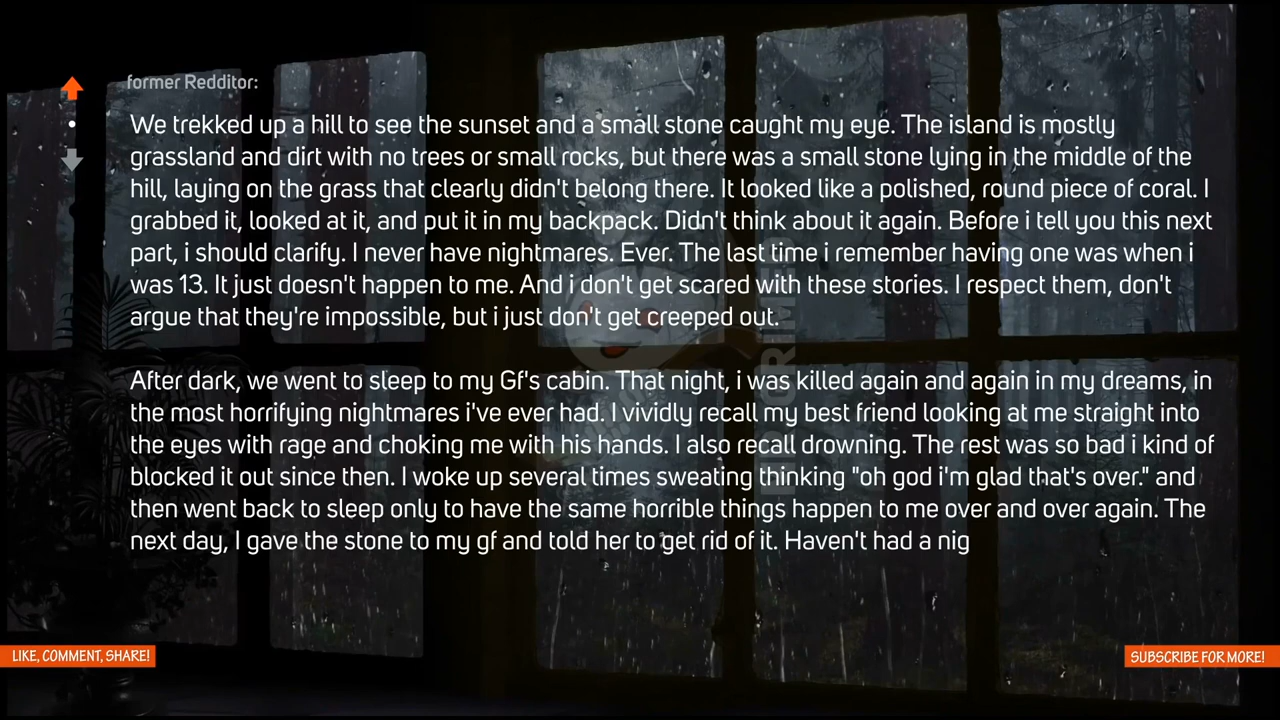 former Redditor:
We trekked up a hill to see the sunset and a small stone caught my eye. The island is mostly
grassland and dirt with no trees or small rocks, but there was a small stone lying in the middle of the
hill, laying on the grass that clearly didn't belong there. It looked like a polished, round piece of coral. I
grabbed it, looked at it, and put it in my backpack. Didn't think about it again. Before i tell you this next
part, i should clarify. I never have nightmares. Ever. The last time i remember having one was when i
was 13. It just doesn't happen to me. And i don't get scared with these stories. I respect them, don't
argue that they're impossible, but i just don't get creeped out.
After dark, we went to sleep to my Gf's cabin. That night, i was killed again and again in my dreams, in
the most horrifying nightmares i've ever had. I vividly recall my best friend looking at me straight into
the eyes with rage and choking me with his hands. I also recall drowning. The rest was so bad i kind of
blocked it out since then. I woke up several times sweating thinking "oh god i'm glad that's over." and
then went back to sleep only to have the same horrible things happen to me over and over again. The
next day, I gave the stone to my gf and told her to get rid of it. Haven't had a nig
LIKE, COMMENT, SHARE!
SUBSCRIBE FOR MORE!